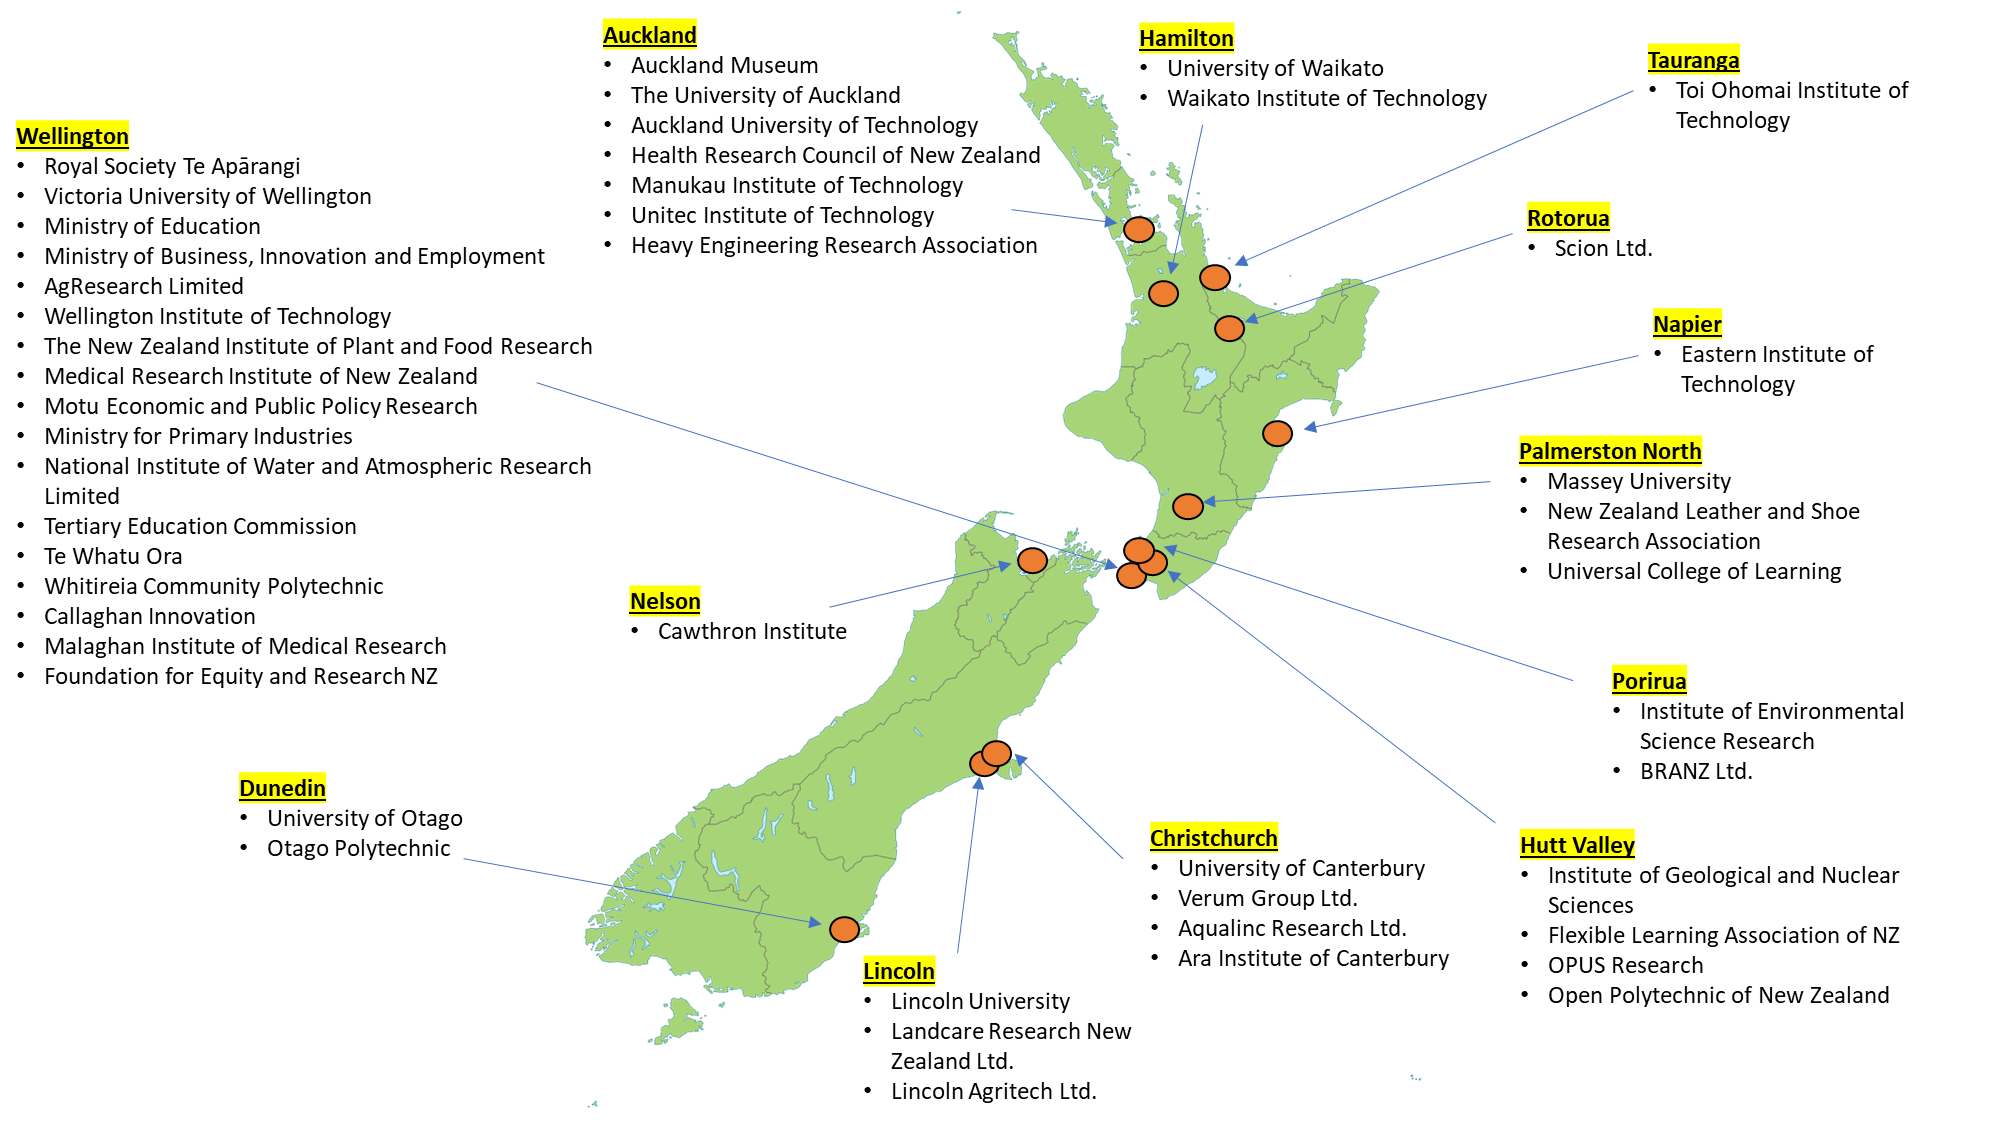 Auckland
• Auckland Museum
• The University of Auckland
• Auckland University of Technology
• Health Research Council of New Zealand
• Manukau Institute of Technology
• Unitec Institute of Technology
• Heavy Engineering Research Association
Hamilton
• University of Waikato
• Waikato Institute of Technology
Tauranga
• Toi Ohomai Institute of
Technology
Wellington
• Royal Society Te Apārangi
• Victoria University of Wellington
• Ministry of Education
• Ministry of Business, Innovation and Employment
• AgResearch Limited
• Wellington Institute of Technology
• The New Zealand Institute of Plant and Food Research
• Medical Research Institute of New Zealand
• Motu Economic and Public Policy Research
• Ministry for Primary Industries
• National Institute of Water and Atmospheric Research
Limited
• Tertiary Education Commission
• Te Whatu Ora
• Whitireia Community Polytechnic
• Callaghan Innovation
• Malaghan Institute of Medical Research
• Foundation for Equity and Research NZ
Rotorua
• Scion Ltd.
Napier
• Eastern Institute of
Technology
Palmerston North
• Massey University
• New Zealand Leather and Shoe
Research Association
• Universal College of Learning
Nelson
• Cawthron Institute
Porirua
• Institute of Environmental
Science Research
• BRANZ Ltd.
Dunedin
• University of Otago
• Otago Polytechnic
Christchurch
• University of Canterbury
• Verum Group Ltd.
• Aqualinc Research Ltd.
• Ara Institute of Canterbury
Hutt Valley
• Institute of Geological and Nuclear
Sciences
• Flexible Learning Association of NZ
• OPUS Research
• Open Polytechnic of New Zealand
Lincoln
• Lincoln University
• Landcare Research New
Zealand Ltd.
• Lincoln Agritech Ltd.